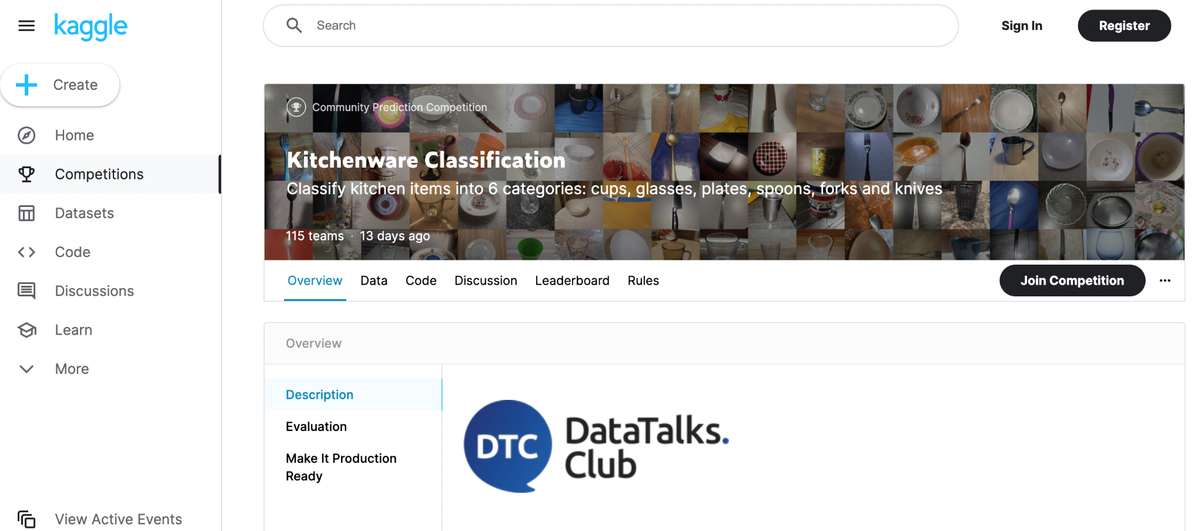 kaggle
Search
Sign In
Register
Create
Home
Competitions
Datasets
Code
Discussions
Learn
More
View Active Events
Community Prediction Competition
Kitchenware Classification
Classify kitchen items into 6 categories: cups, glasses, plates, spoons, forks and knives
115 teams · 13 days ago
Overview Data Code Discussion Leaderboard Rules
Join Competition
Overview
Description
Evaluation
Make It Production
Ready
DTC
DataTalks.
Club